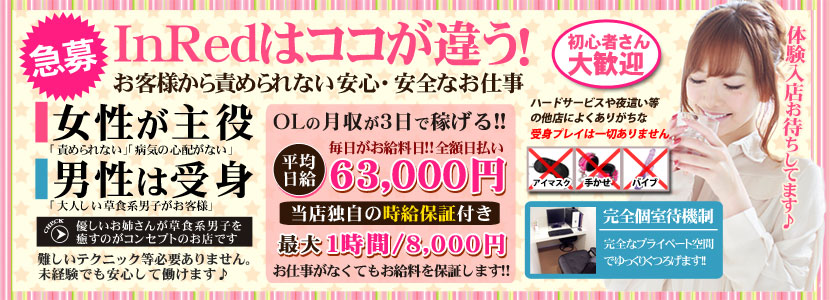 急募
InRedはココが違う!
お客様から責められない安心・安全なお仕事
初心者さん
大歓迎
体験入店お待ちしてます♪
女性が主役
「責められない」「病気の心配がない」
男性は受身
「大人しい草食系男子がお客様」
CHECK
優しいお姉さんが草食系男子を
癒すのがコンセプトのお店です
難しいテクニック等必要ありません。
未経験でも安心して働けます♪
OLの月収が3日で稼げる!!
毎日がお給料日!!全額日払い
平均
日給
63,000円
当店独自の時給保証付き
最大 1時間/8,000円
お仕事がなくてもお給料を保証します!!
ハードサービスや夜這い等
の他店によくありがちな
受身プレイは一切ありません。
アイマスク
手かせ
バイブ
完全個室待機制
完全なプライベート空間
でゆっくりくつろげます!!